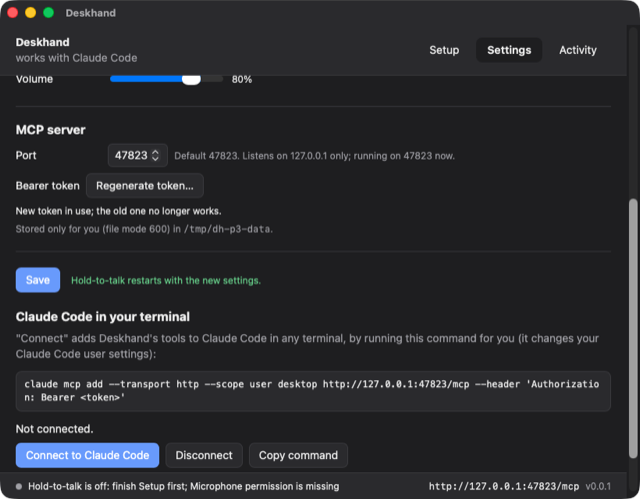 Deskhand
Deskhand
works with Claude Code
Setup
Settings
Activity
Volume
80%
MCP server
Port
47823
Default 47823. Listens on 127.0.0.1 only; running on 47823 now.
Bearer token
Regenerate token...
New token in use; the old one no longer works.
Stored only for you (file mode 600) in /tmp/dh-p3-data.
Save
Hold-to-talk restarts with the new settings.
Claude Code in your terminal
"Connect" adds Deskhand's tools to Claude Code in any terminal, by running this command for you (it changes your
Claude Code user settings):
claude mcp add --transport http --scope user desktop http://127.0.0.1:47823/mcp --header 'Authorizatio
n: Bearer <token>'
Not connected.
Connect to Claude Code
Disconnect
Copy command
Hold-to-talk is off: finish Setup first; Microphone permission is missing
http://127.0.0.1:47823/mcp v0.0.1